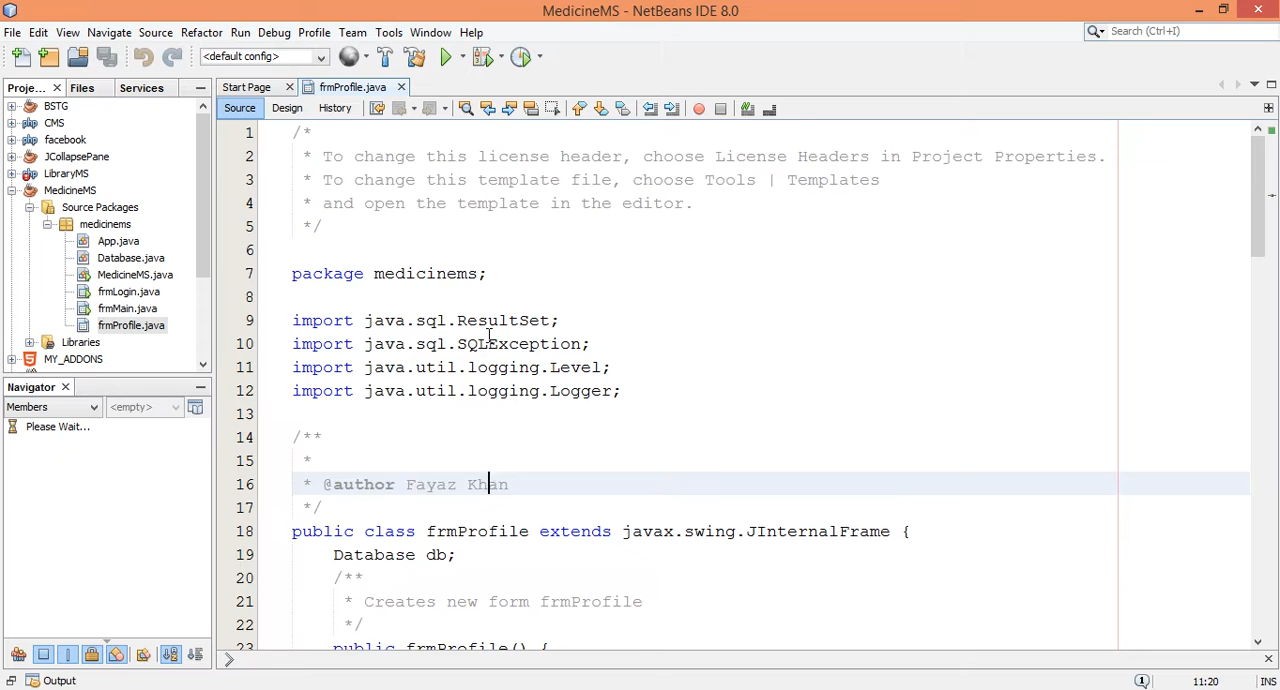 MedicineMS - NetBeans IDE 8.0
File Edit View Navigate Source Refactor Run Debug Profile Team Tools Window Help
Search (Ctrl+I)
<default config>
Proje... Files Services
Start Page frmProfile.java
Source Design History
BSTG
CMS
facebook
JCollapsePane
LibraryMS
MedicineMS
Source Packages
medicinems
App.java
Database.java
MedicineMS.java
frmLogin.java
frmMain.java
frmProfile.java
Libraries
MY_ADDONS
Navigator
Members <empty>
Please Wait...
1 /*
2 * To change this license header, choose License Headers in Project Properties.
3 * To change this template file, choose Tools | Templates
4 * and open the template in the editor.
5 */
6
7 package medicinems;
8
9 import java.sql.ResultSet;
10 import java.sql.SQLException;
11 import java.util.logging.Level;
12 import java.util.logging.Logger;
13
14 /**
15 *
16 * @author Fayaz Khan
17 */
18 public class frmProfile extends javax.swing.JInternalFrame {
19 Database db;
20 /**
21 * Creates new form frmProfile
22 */
23 public frmProfile() {
Output
1
11:20 INS